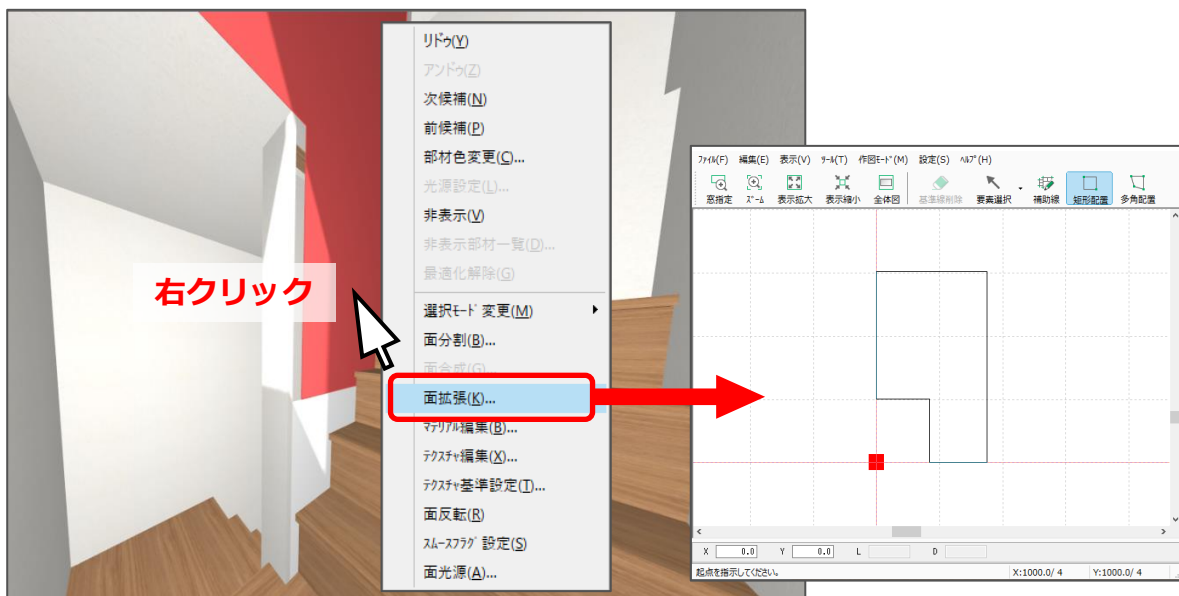 右クリック
リドゥ(Y)
アンドゥ(Z)
次候補(N)
前候補(P)
部材色変更(C)...
光源設定(L)...
非表示(V)
非表示部材一覧(D)...
最適化解除(G)
選択ﾓｰﾄﾞ変更(M)
面分割(B)...
面合成(G)...
面拡張(K)...
ﾏﾃﾘｱﾙ編集(B)...
ﾃｸｽﾁｬ編集(X)...
ﾃｸｽﾁｬ基準設定(T)...
面反転(R)
ｽﾑｰｽﾌﾗｸﾞ設定(S)
面光源(A)...
ﾌｧｲﾙ(F) 編集(E) 表示(V) ﾂｰﾙ(T) 作図ﾓｰﾄﾞ(M) 設定(S) ﾍﾙﾌﾟ(H)
窓指定 ｽﾞｰﾑ 表示拡大 表示縮小 全体図 基準線削除 要素選択 補助線 矩形配置 多角配置
X 0.0 Y 0.0 L D
起点を指示してください。 X:1000.0/ 4 Y:1000.0/ 4